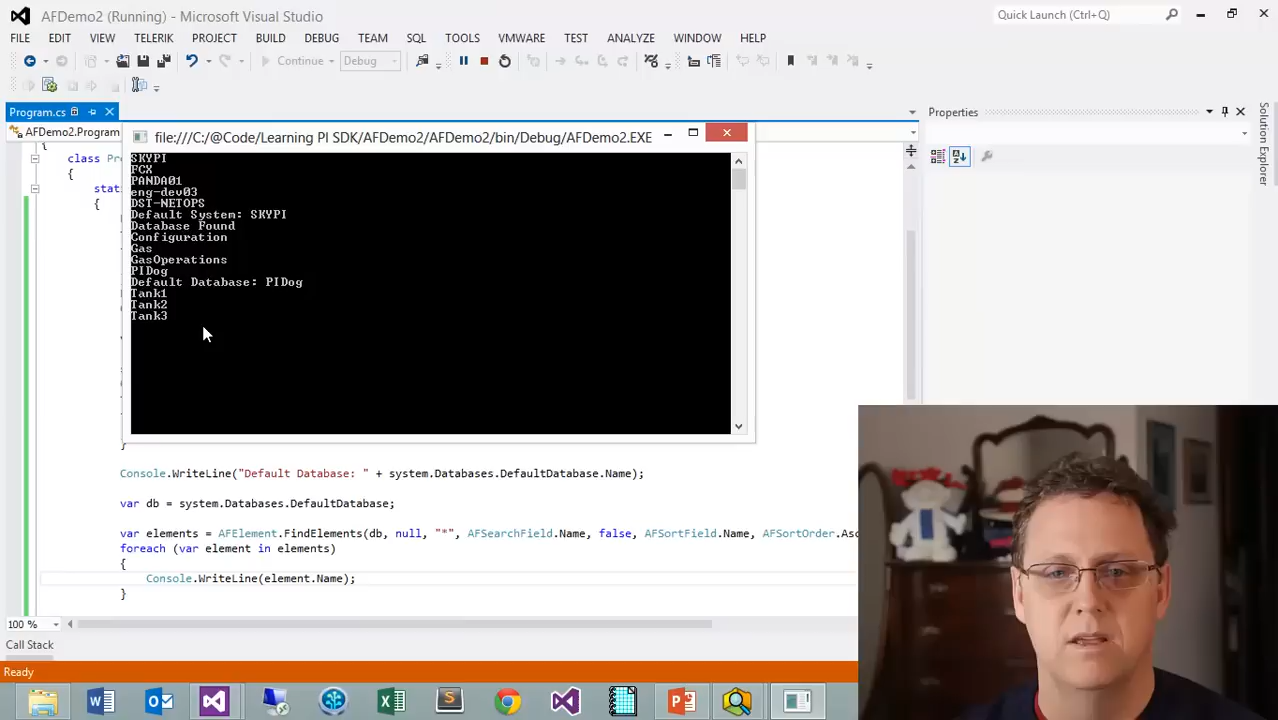 AFDemo2 (Running) - Microsoft Visual Studio
Quick Launch (Ctrl+Q)
FILE EDIT VIEW TELERIK PROJECT BUILD DEBUG TEAM SQL TOOLS VMWARE TEST ANALYZE WINDOW HELP
Continue Debug
Program.cs
Properties
AFDemo2.Program
file:///C:/@Code/Learning PI SDK/AFDemo2/AFDemo2/bin/Debug/AFDemo2.EXE
Solution Explorer
class
{
{
SKYPI
FCX
PANDA01
eng-dev03
DST-NETOPS
Default System: SKYPI
Database Found
Configuration
Gas
GasOperations
PIDog
Default Database: PIDog
Tank1
Tank2
Tank3
}
Console.WriteLine("Default Database: " + system.Databases.DefaultDatabase.Name);
var db = system.Databases.DefaultDatabase;
var elements = AFElement.FindElements(db, null, "*", AFSearchField.Name, false, AFSortField.Name, AFSortOrder.Asc
foreach (var element in elements)
{
Console.WriteLine(element.Name);
}
100 %
Call Stack
Ready